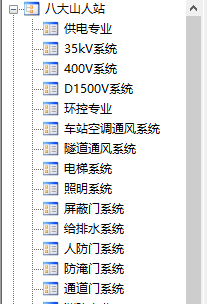 八大山人站
供电专业
35kV系统
400V系统
D1500V系统
环控专业
车站空调通风系统
隧道通风系统
电梯系统
照明系统
屏蔽门系统
给排水系统
人防门系统
防淹门系统
通道门系统